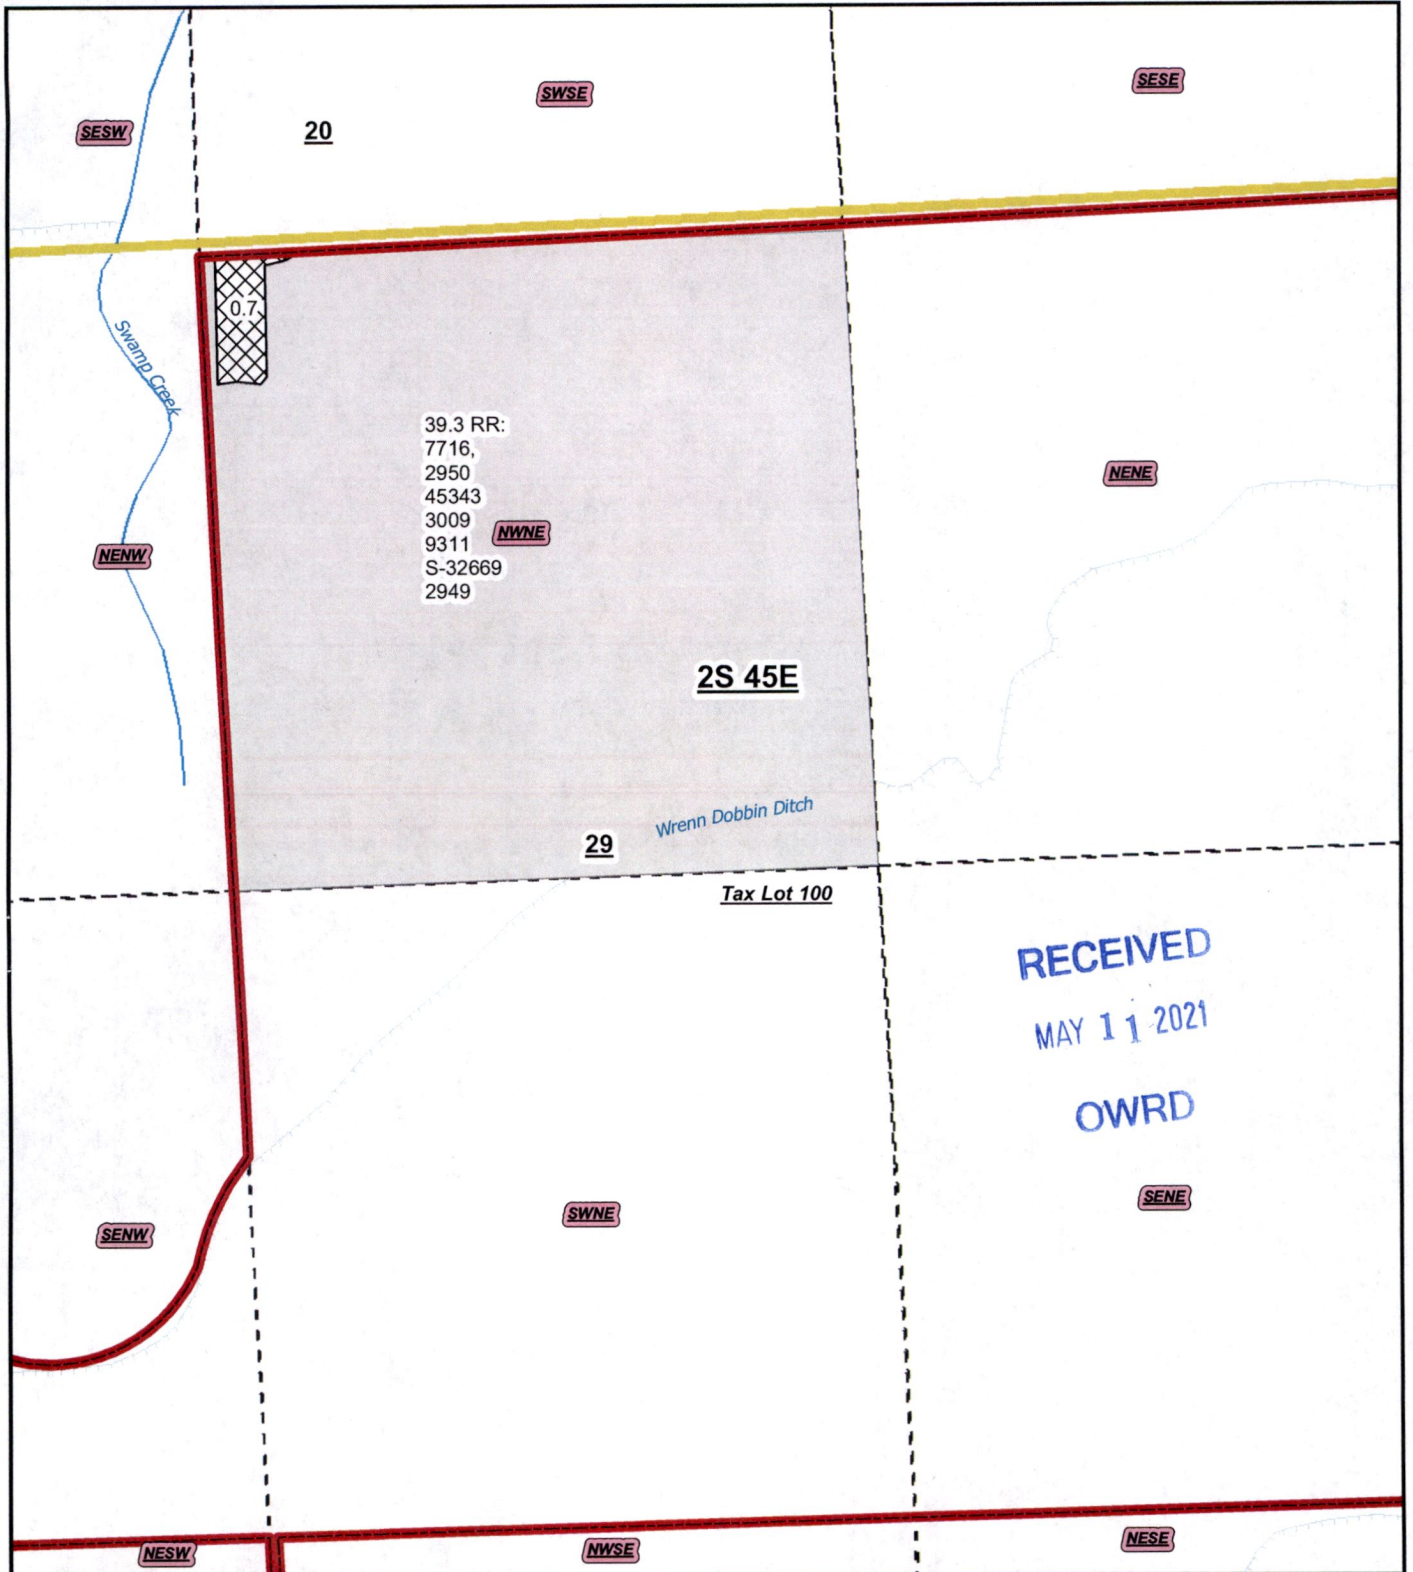 SWSE
SESE
SESW
20
0.7
Swamp Creek
39.3 RR:
7716,
2950
45343
3009
9311
S-32669
2949
NWNE
NENE
NENW
2S 45E
Wrenn Dobbin Ditch
29
Tax Lot 100
RECEIVED
MAY 11 2021
OWRD
SENW
SWNE
SENE
NESW
NWSE
NESE